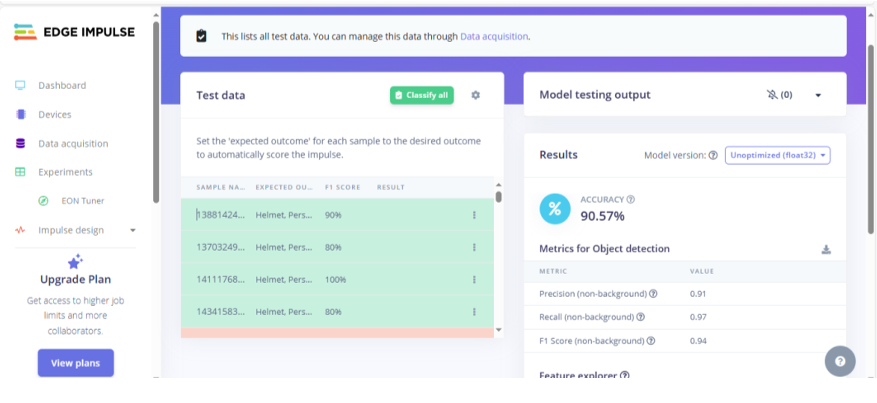 EDGE IMPULSE
Dashboard
Devices
Data acquisition
Experiments
EON Tuner
Impulse design
Upgrade Plan
Get access to higher job
limits and more
collaborators.
View plans
This lists all test data. You can manage this data through Data acquisition.
Test data
Classify all
Set the 'expected outcome' for each sample to the desired outcome
to automatically score the impulse.
SAMPLE NA... EXPECTED OU... F1 SCORE RESULT
13881424... Helmet, Pers... 90%
13703249... Helmet, Pers... 80%
14111768... Helmet, Pers... 100%
14341583... Helmet, Pers... 80%
Model testing output (0)
Results Model version: ? Unoptimized (float32)
% ACCURACY ?
90.57%
Metrics for Object detection
METRIC VALUE
Precision (non-background) ? 0.91
Recall (non-background) ? 0.97
F1 Score (non-background) ? 0.94
Feature explorer ?
?